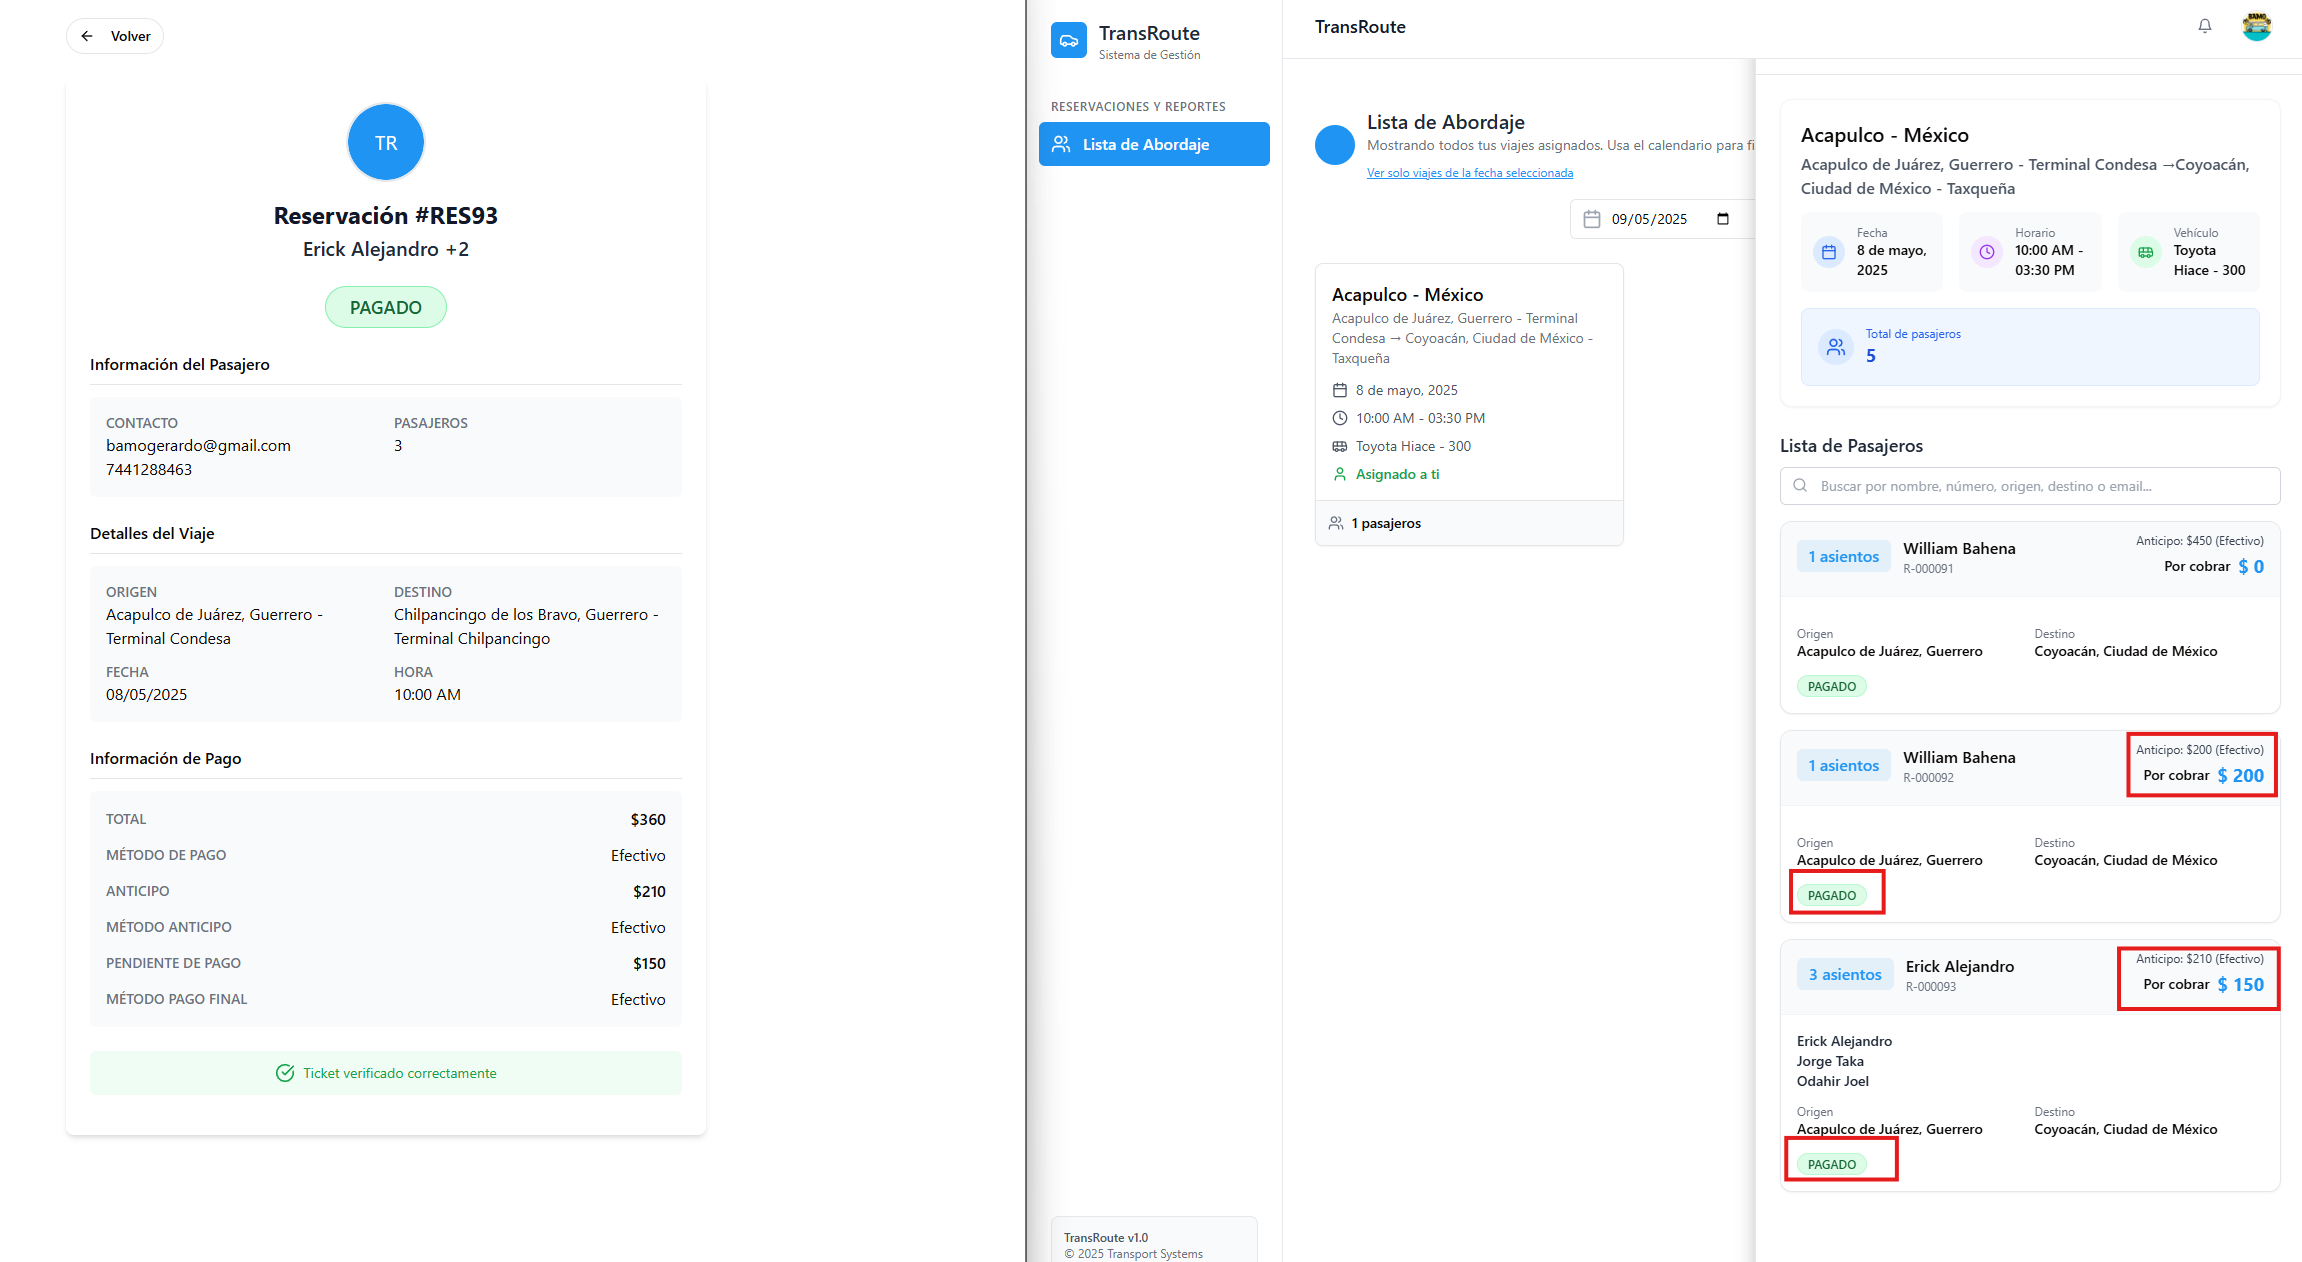 Volver
TR
Reservación #RES93
Erick Alejandro +2
PAGADO
Información del Pasajero
CONTACTO
bamogerardo@gmail.com
7441288463
PASAJEROS
3
Detalles del Viaje
ORIGEN
Acapulco de Juárez, Guerrero -
Terminal Condesa
DESTINO
Chilpancingo de los Bravo, Guerrero -
Terminal Chilpancingo
FECHA
08/05/2025
HORA
10:00 AM
Información de Pago
TOTAL $360
MÉTODO DE PAGO Efectivo
ANTICIPO $210
MÉTODO ANTICIPO Efectivo
PENDIENTE DE PAGO $150
MÉTODO PAGO FINAL Efectivo
Ticket verificado correctamente
TransRoute
Sistema de Gestión
RESERVACIONES Y REPORTES
Lista de Abordaje
TransRoute v1.0
© 2025 Transport Systems
TransRoute
BAMO
Lista de Abordaje
Mostrando todos tus viajes asignados. Usa el calendario para fi
Ver solo viajes de la fecha seleccionada
09/05/2025
Acapulco - México
Acapulco de Juárez, Guerrero - Terminal
Condesa → Coyoacán, Ciudad de México -
Taxqueña
8 de mayo, 2025
10:00 AM - 03:30 PM
Toyota Hiace - 300
Asignado a ti
1 pasajeros
Acapulco - México
Acapulco de Juárez, Guerrero - Terminal Condesa →Coyoacán,
Ciudad de México - Taxqueña
Fecha
8 de mayo,
2025
Horario
10:00 AM -
03:30 PM
Vehículo
Toyota
Hiace - 300
Total de pasajeros
5
Lista de Pasajeros
Buscar por nombre, número, origen, destino o email...
1 asientos
William Bahena
R-000091
Anticipo: $450 (Efectivo)
Por cobrar $ 0
Origen
Acapulco de Juárez, Guerrero
Destino
Coyoacán, Ciudad de México
PAGADO
1 asientos
William Bahena
R-000092
Anticipo: $200 (Efectivo)
Por cobrar $ 200
Origen
Acapulco de Juárez, Guerrero
Destino
Coyoacán, Ciudad de México
PAGADO
3 asientos
Erick Alejandro
R-000093
Anticipo: $210 (Efectivo)
Por cobrar $ 150
Erick Alejandro
Jorge Taka
Odahir Joel
Origen
Acapulco de Juárez, Guerrero
Destino
Coyoacán, Ciudad de México
PAGADO